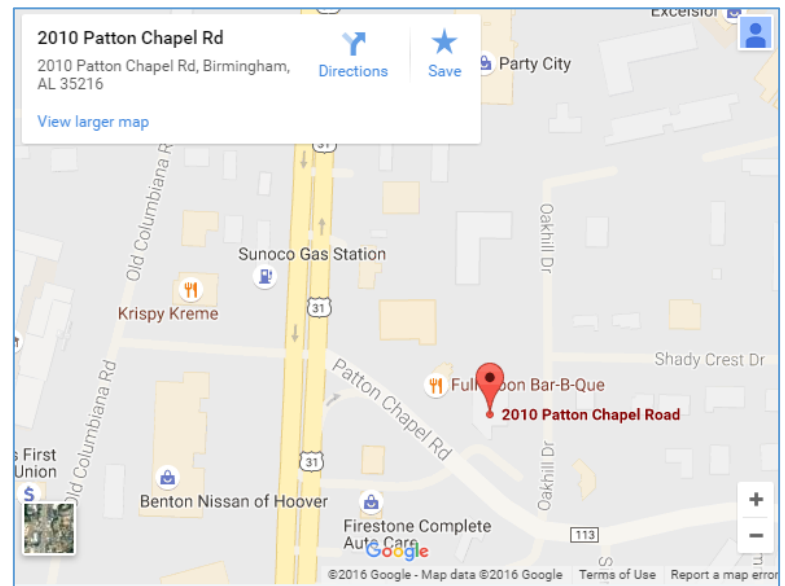 2010 Patton Chapel Rd
2010 Patton Chapel Rd, Birmingham,
AL 35216
View larger map
Directions
Save
Excelsior
Party City
31
Old Columbiana Rd
Oakhill Dr
Sunoco Gas Station
Krispy Kreme
31
Shady Crest Dr
Patton Chapel Rd
Full Moon Bar-B-Que
2010 Patton Chapel Road
Old Columbiana Rd
s First
Union
$
31
Oakhill Dr
Benton Nissan of Hoover
Firestone Complete
Auto Care
113
+
−
Google
©2016 Google - Map data ©2016 Google
Terms of Use
Report a map error